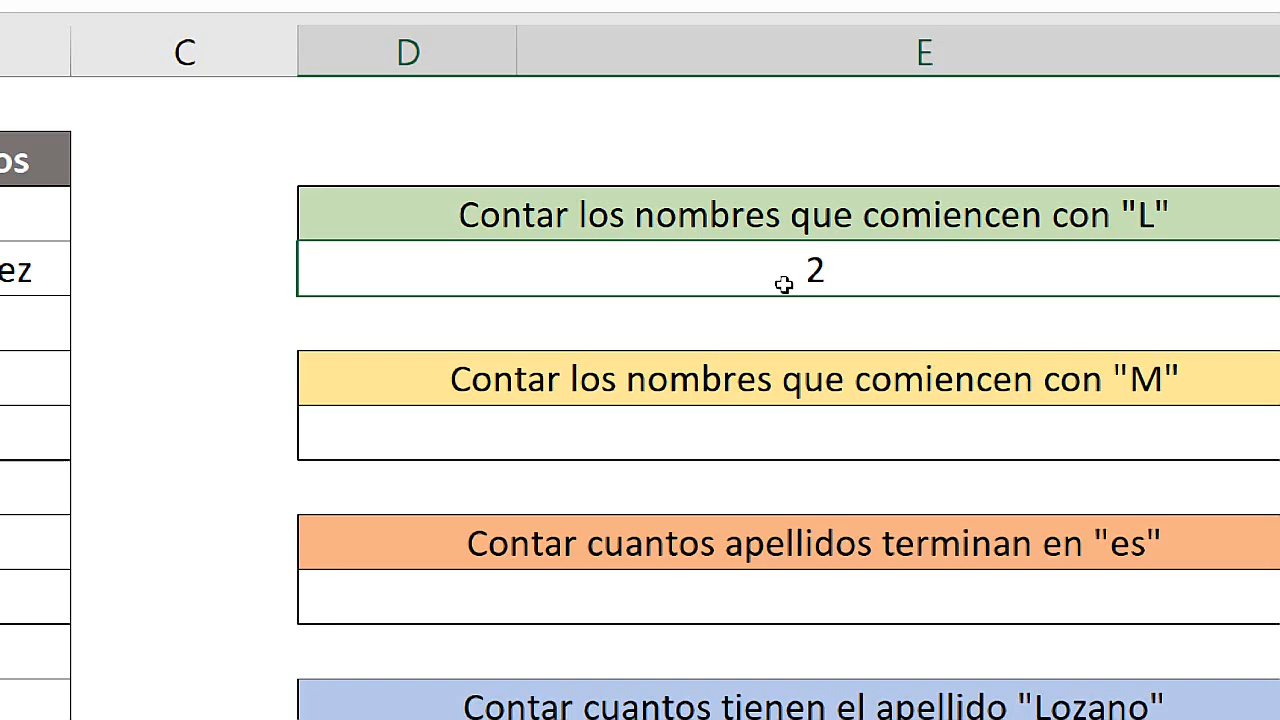 C D E
os
Contar los nombres que comiencen con "L"
ez 2
Contar los nombres que comiencen con "M"
Contar cuantos apellidos terminan en "es"
Contar cuantos tienen el apellido "Lozano"